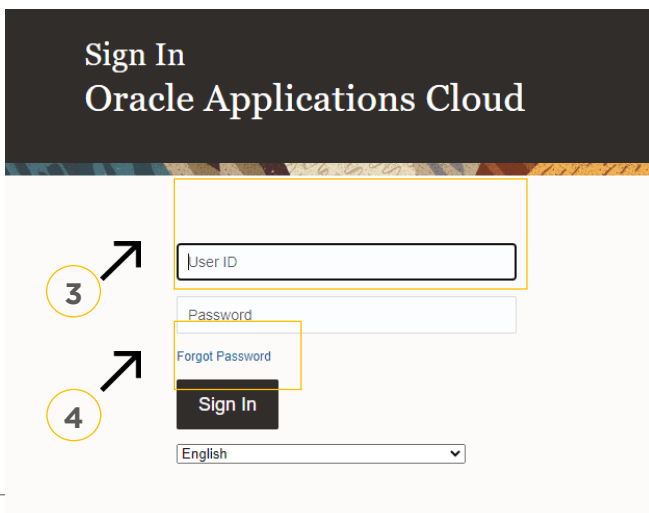 Sign In
Oracle Applications Cloud
User ID
3
Password
Forgot Password
4
Sign In
English